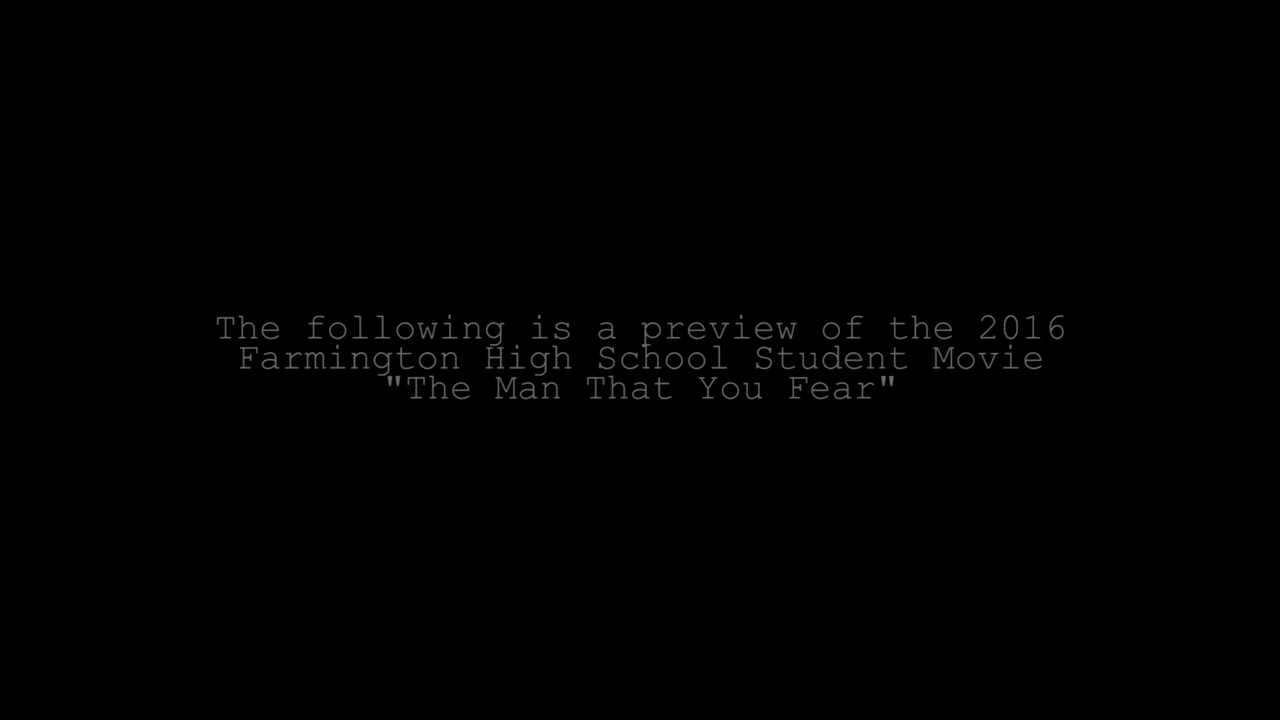 The following is a preview of the 2016
Farmington High School Student Movie
"The Man That You Fear"